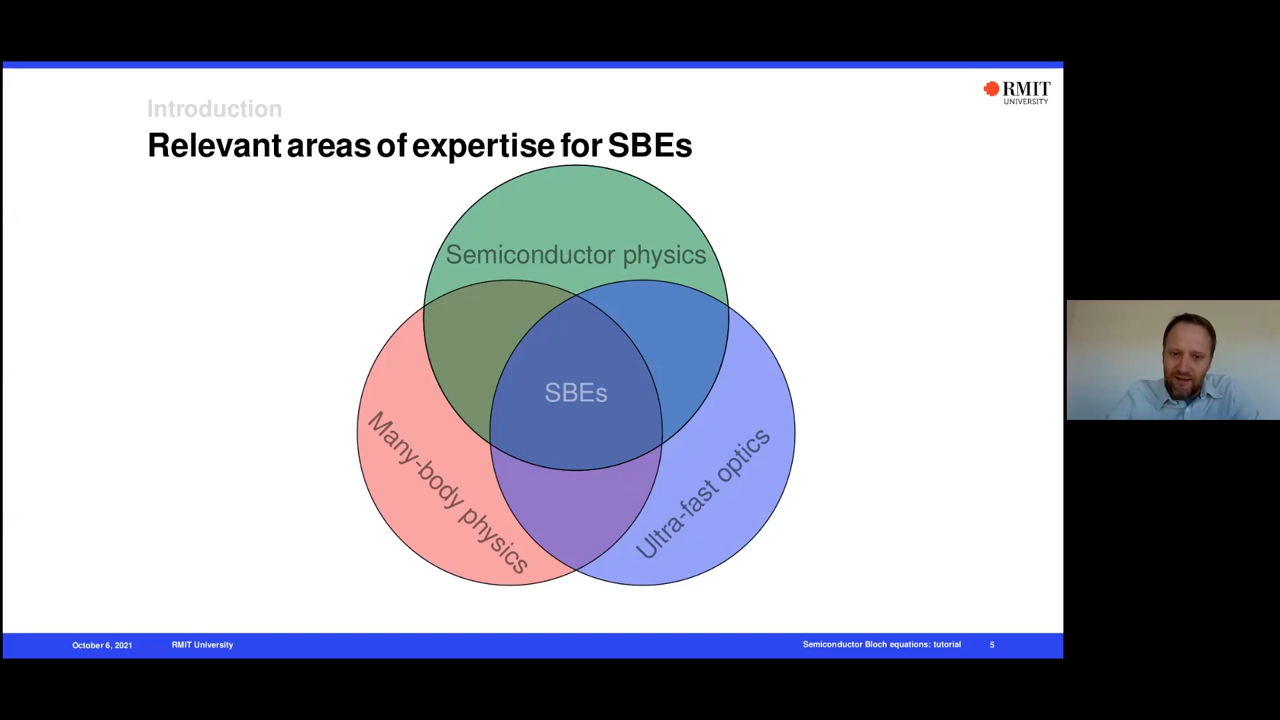 RMIT
UNIVERSITY
Introduction
Relevant areas of expertise for SBEs
Semiconductor physics
SBEs
Many-body physics
Ultra-fast optics
October 6, 2021 RMIT University Semiconductor Bloch equations: tutorial 5